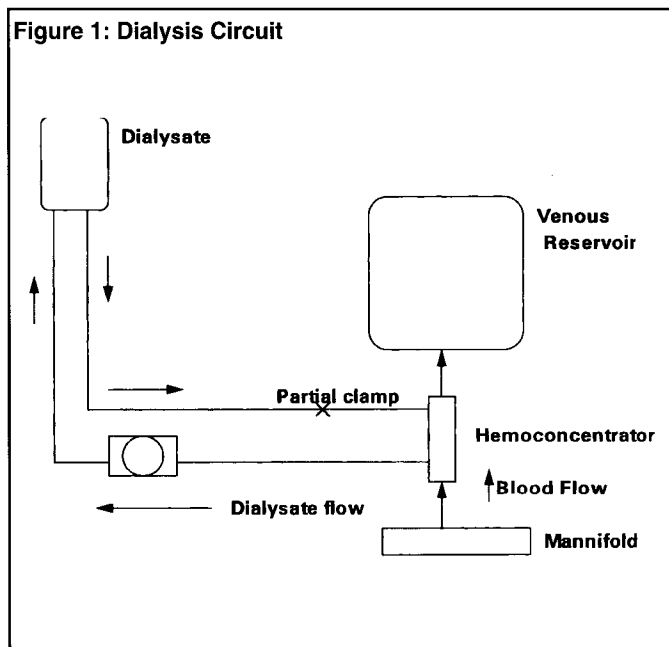 Figure 1: Dialysis Circuit
Dialysate
Venous
Reservoir
Partial clamp
Hemoconcentrator
Blood Flow
Dialysate flow
Mannifold